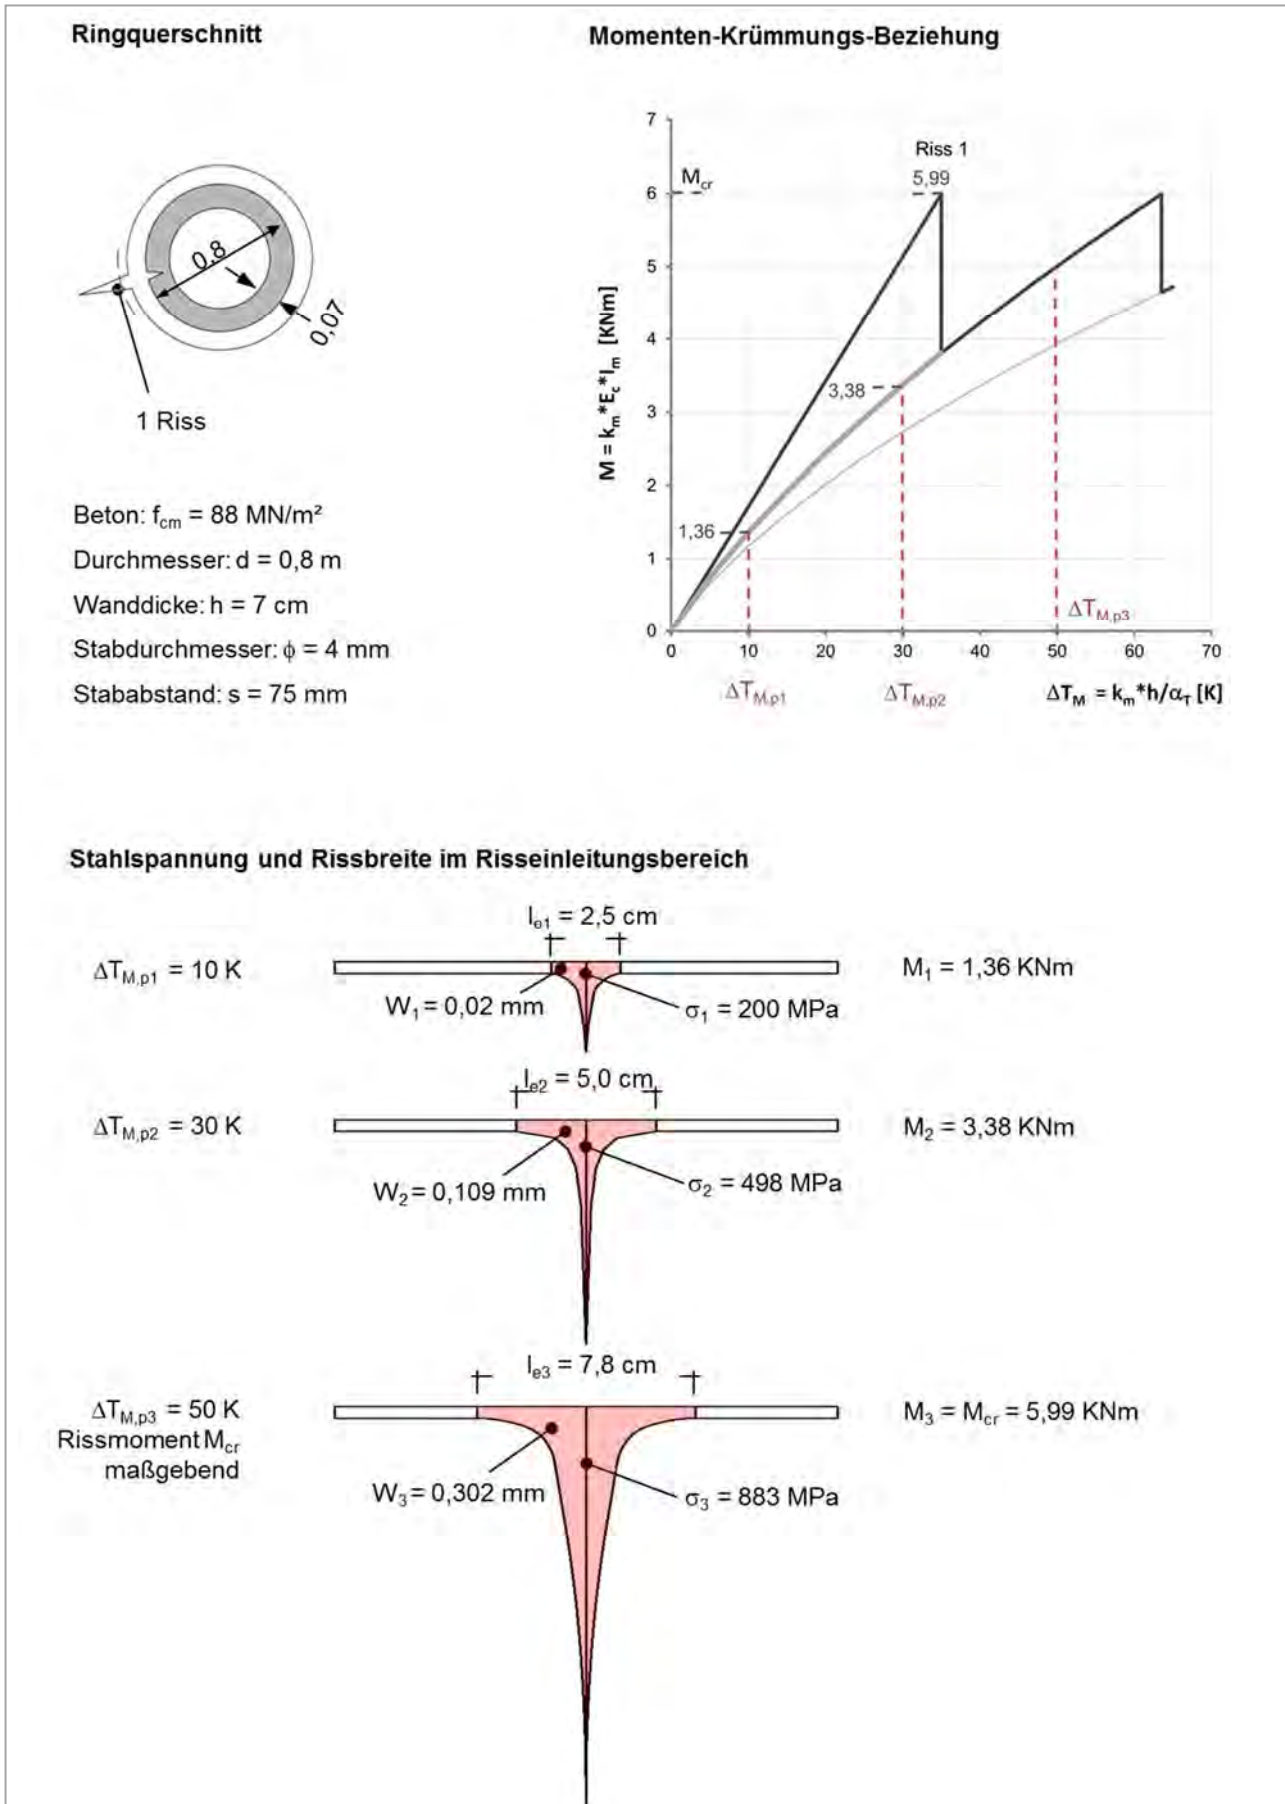 Ringquerschnitt
Momenten-Krümmungs-Beziehung
0,8
0,07
1 Riss
Beton: fcm = 88 MN/m²
Durchmesser: d = 0,8 m
Wanddicke: h = 7 cm
Stabdurchmesser: ϕ = 4 mm
Stababstand: s = 75 mm
M = km*Ec*Im [KNm]
7
6
5
4
3
2
1
0
Mcr
Riss 1
5,99
3,38
1,36
ΔTM,p3
0 10 20 30 40 50 60 70
ΔTM,p1
ΔTM,p2
ΔTM = km*h/αT [K]
Stahlspannung und Rissbreite im Risseinleitungsbereich
le1 = 2,5 cm
ΔTM,p1 = 10 K
M1 = 1,36 KNm
W1 = 0,02 mm
σ1 = 200 MPa
le2 = 5,0 cm
ΔTM,p2 = 30 K
M2 = 3,38 KNm
W2 = 0,109 mm
σ2 = 498 MPa
le3 = 7,8 cm
ΔTM,p3 = 50 K
Rissmoment Mcr
maßgebend
M3 = Mcr = 5,99 KNm
W3 = 0,302 mm
σ3 = 883 MPa